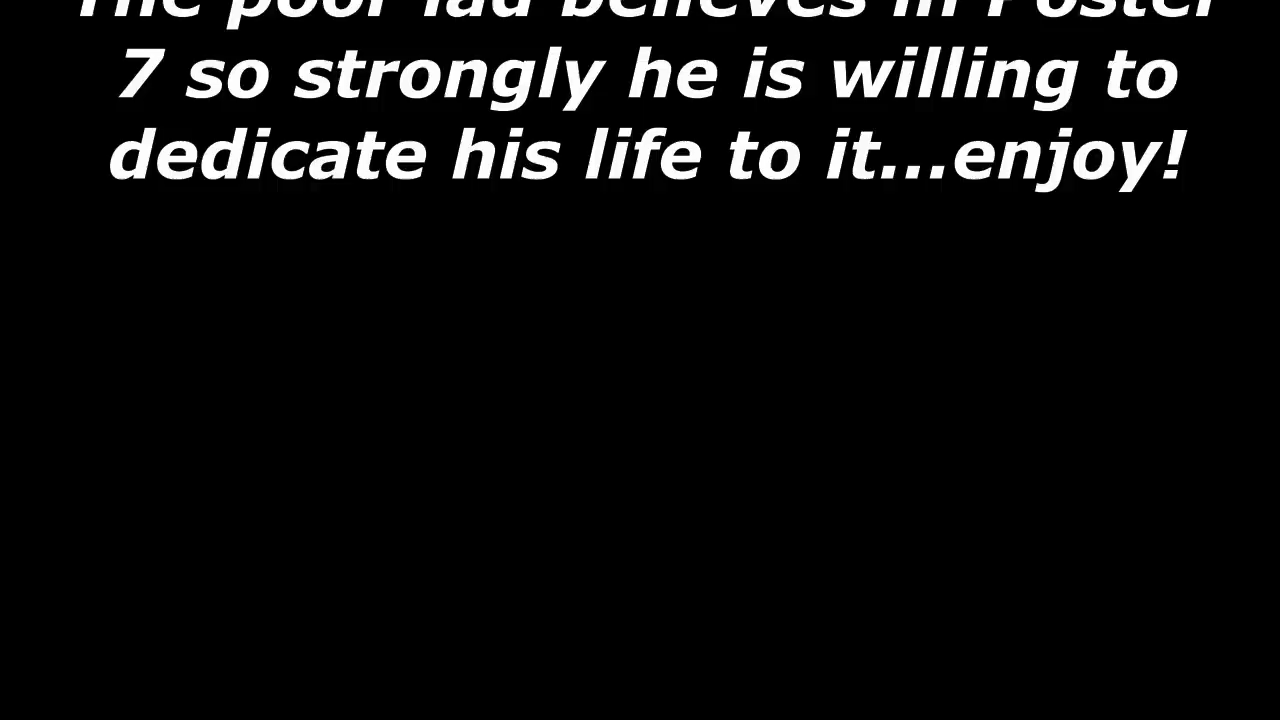 The poor lad believes in Foster
7 so strongly he is willing to
dedicate his life to it...enjoy!